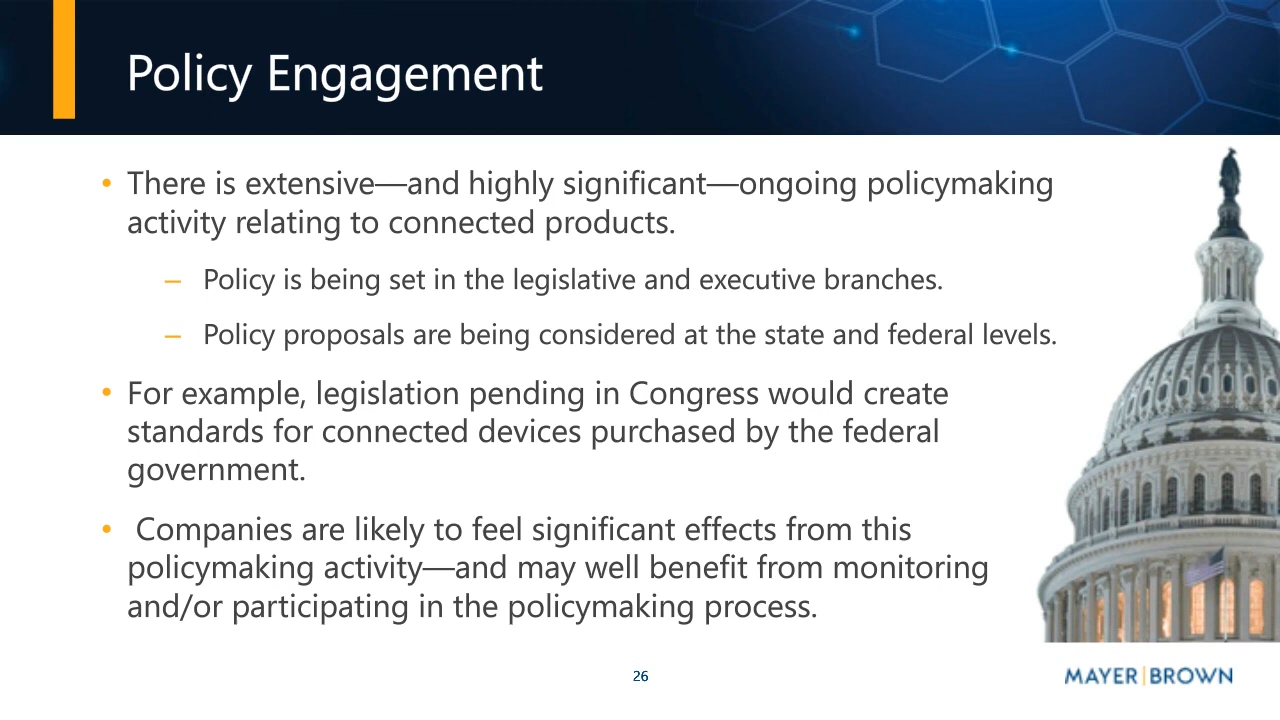 Policy Engagement
• There is extensive—and highly significant—ongoing policymaking
activity relating to connected products.
– Policy is being set in the legislative and executive branches.
– Policy proposals are being considered at the state and federal levels.
• For example, legislation pending in Congress would create
standards for connected devices purchased by the federal
government.
• Companies are likely to feel significant effects from this
policymaking activity—and may well benefit from monitoring
and/or participating in the policymaking process.
26
MAYER|BROWN